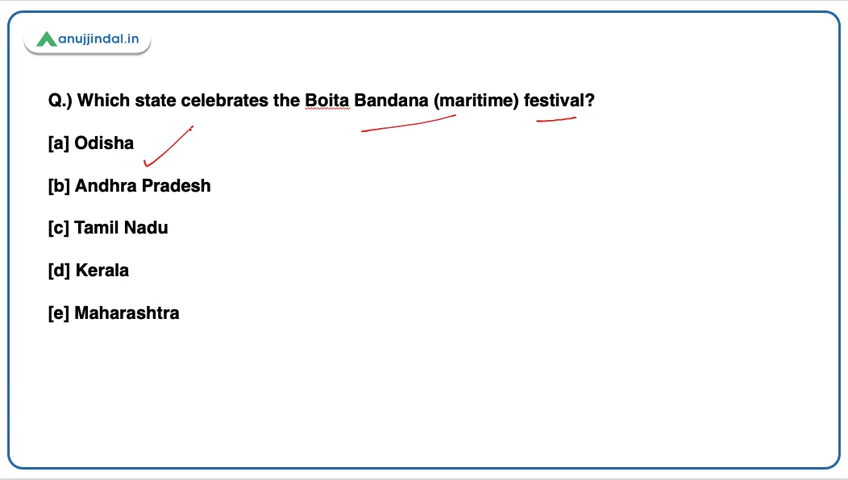 anujjindal.in
Q.) Which state celebrates the Boita Bandana (maritime) festival?
[a] Odisha
[b] Andhra Pradesh
[c] Tamil Nadu
[d] Kerala
[e] Maharashtra